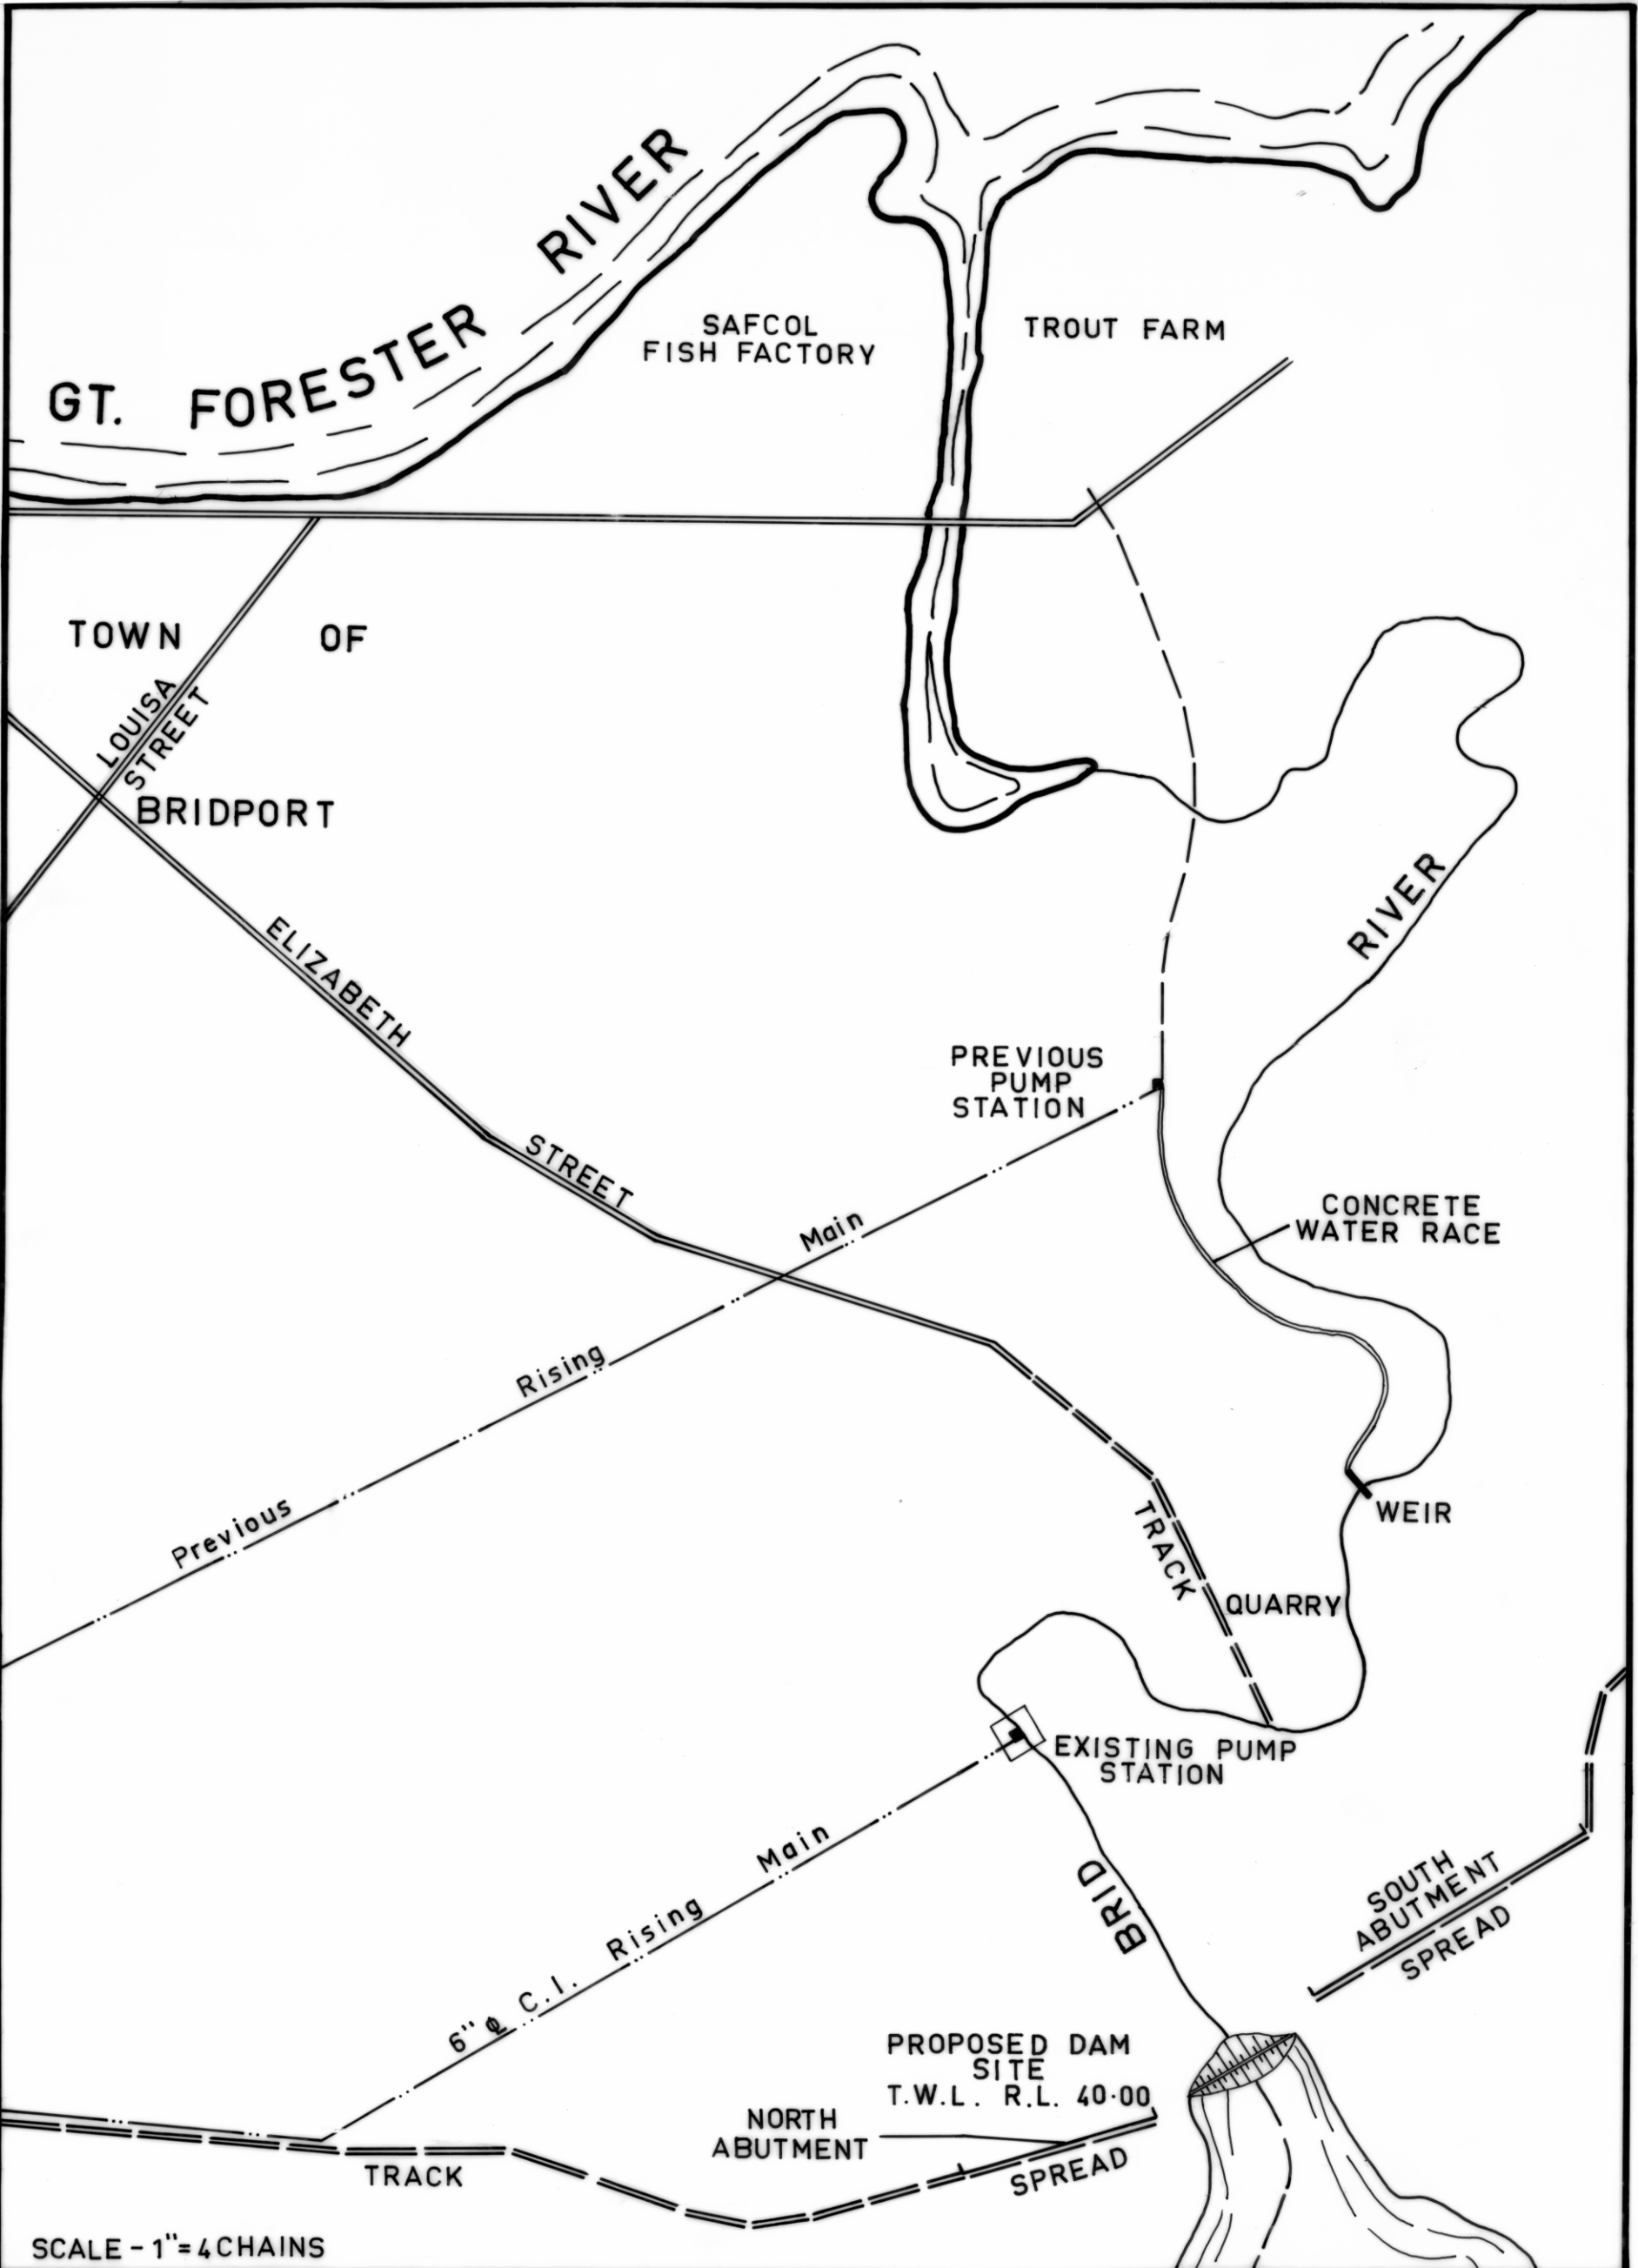 GT. FORESTER RIVER
SAFCOL
FISH FACTORY
TROUT FARM
TOWN OF
LOUISA
STREET
BRIDPORT
RIVER
ELIZABETH
STREET
PREVIOUS
PUMP
STATION
CONCRETE
WATER RACE
Previous Rising Main
WEIR
TRACK
QUARRY
EXISTING PUMP
STATION
BRID
SOUTH
ABUTMENT
SPREAD
6"φ C.I. Rising Main
PROPOSED DAM
SITE
T.W.L. R.L. 40·00
NORTH
ABUTMENT
SPREAD
TRACK
SCALE - 1"= 4 CHAINS